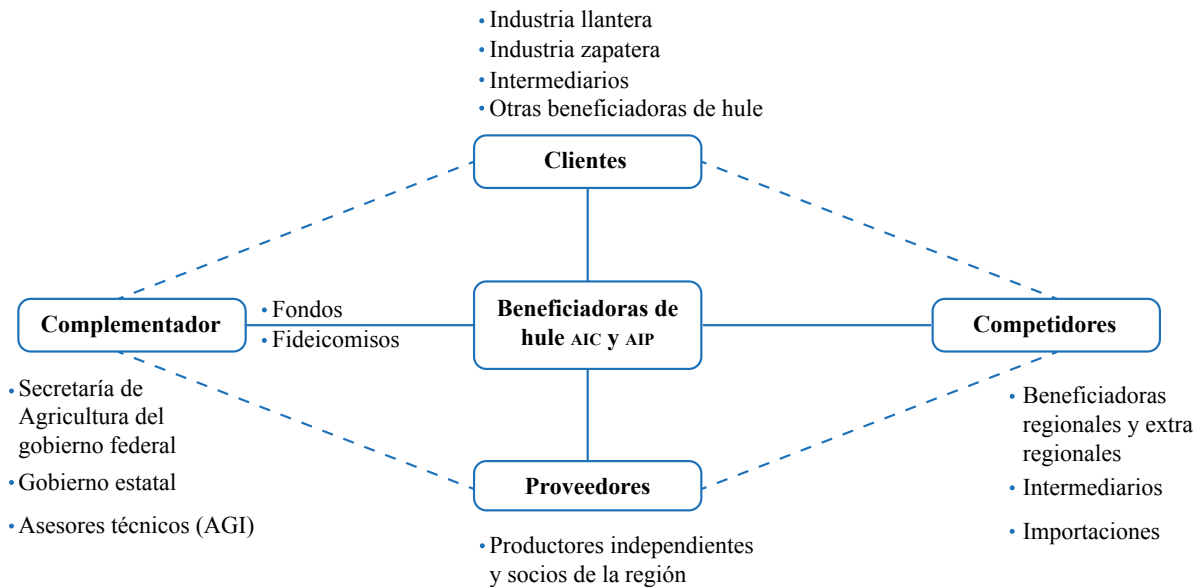 • Industria llantera
• Industria zapatera
• Intermediarios
• Otras beneficiadoras de hule
Clientes
Complementador
• Fondos
• Fideicomisos
Beneficiadoras de
hule AIC y AIP
Competidores
• Secretaría de
Agricultura del
gobierno federal
• Gobierno estatal
• Asesores técnicos (AGI)
• Beneficiadoras
regionales y extra
regionales
• Intermediarios
• Importaciones
Proveedores
• Productores independientes
y socios de la región